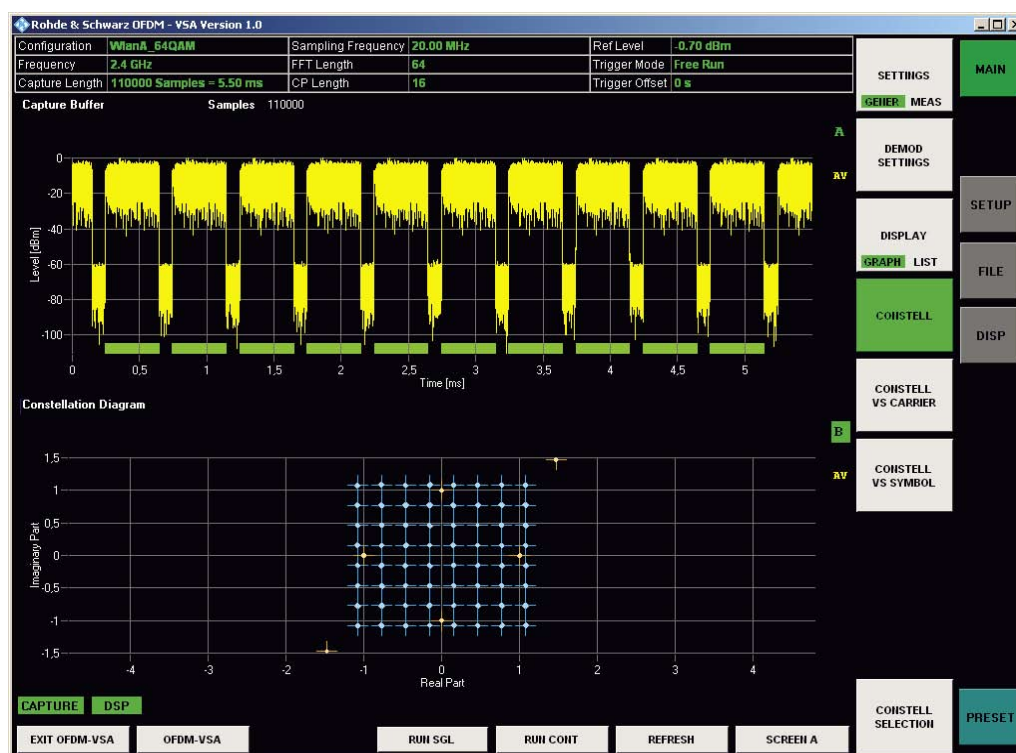 Rohde & Schwarz OFDM - VSA Version 1.0
Configuration WlanA_64QAM Sampling Frequency 20.00 MHz Ref Level -0.70 dBm
Frequency 2.4 GHz FFT Length 64 Trigger Mode Free Run
Capture Length 110000 Samples = 5.50 ms CP Length 16 Trigger Offset 0 s
Capture Buffer Samples 110000
A
AV
0
-20
-40
-60
-80
-100
Level [dBm]
0 0,5 1 1,5 2 2,5 3 3,5 4 4,5 5
Time [ms]
Constellation Diagram
B
AV
1,5
1
0,5
0
-0,5
-1
-1,5
Imaginary Part
-4 -3 -2 -1 0 1 2 3 4
Real Part
CAPTURE DSP
EXIT OFDM-VSA OFDM-VSA RUN SGL RUN CONT REFRESH SCREEN A
SETTINGS
GENER MEAS
DEMOD
SETTINGS
DISPLAY
GRAPH LIST
CONSTELL
CONSTELL
VS CARRIER
CONSTELL
VS SYMBOL
CONSTELL
SELECTION
MAIN
SETUP
FILE
DISP
PRESET